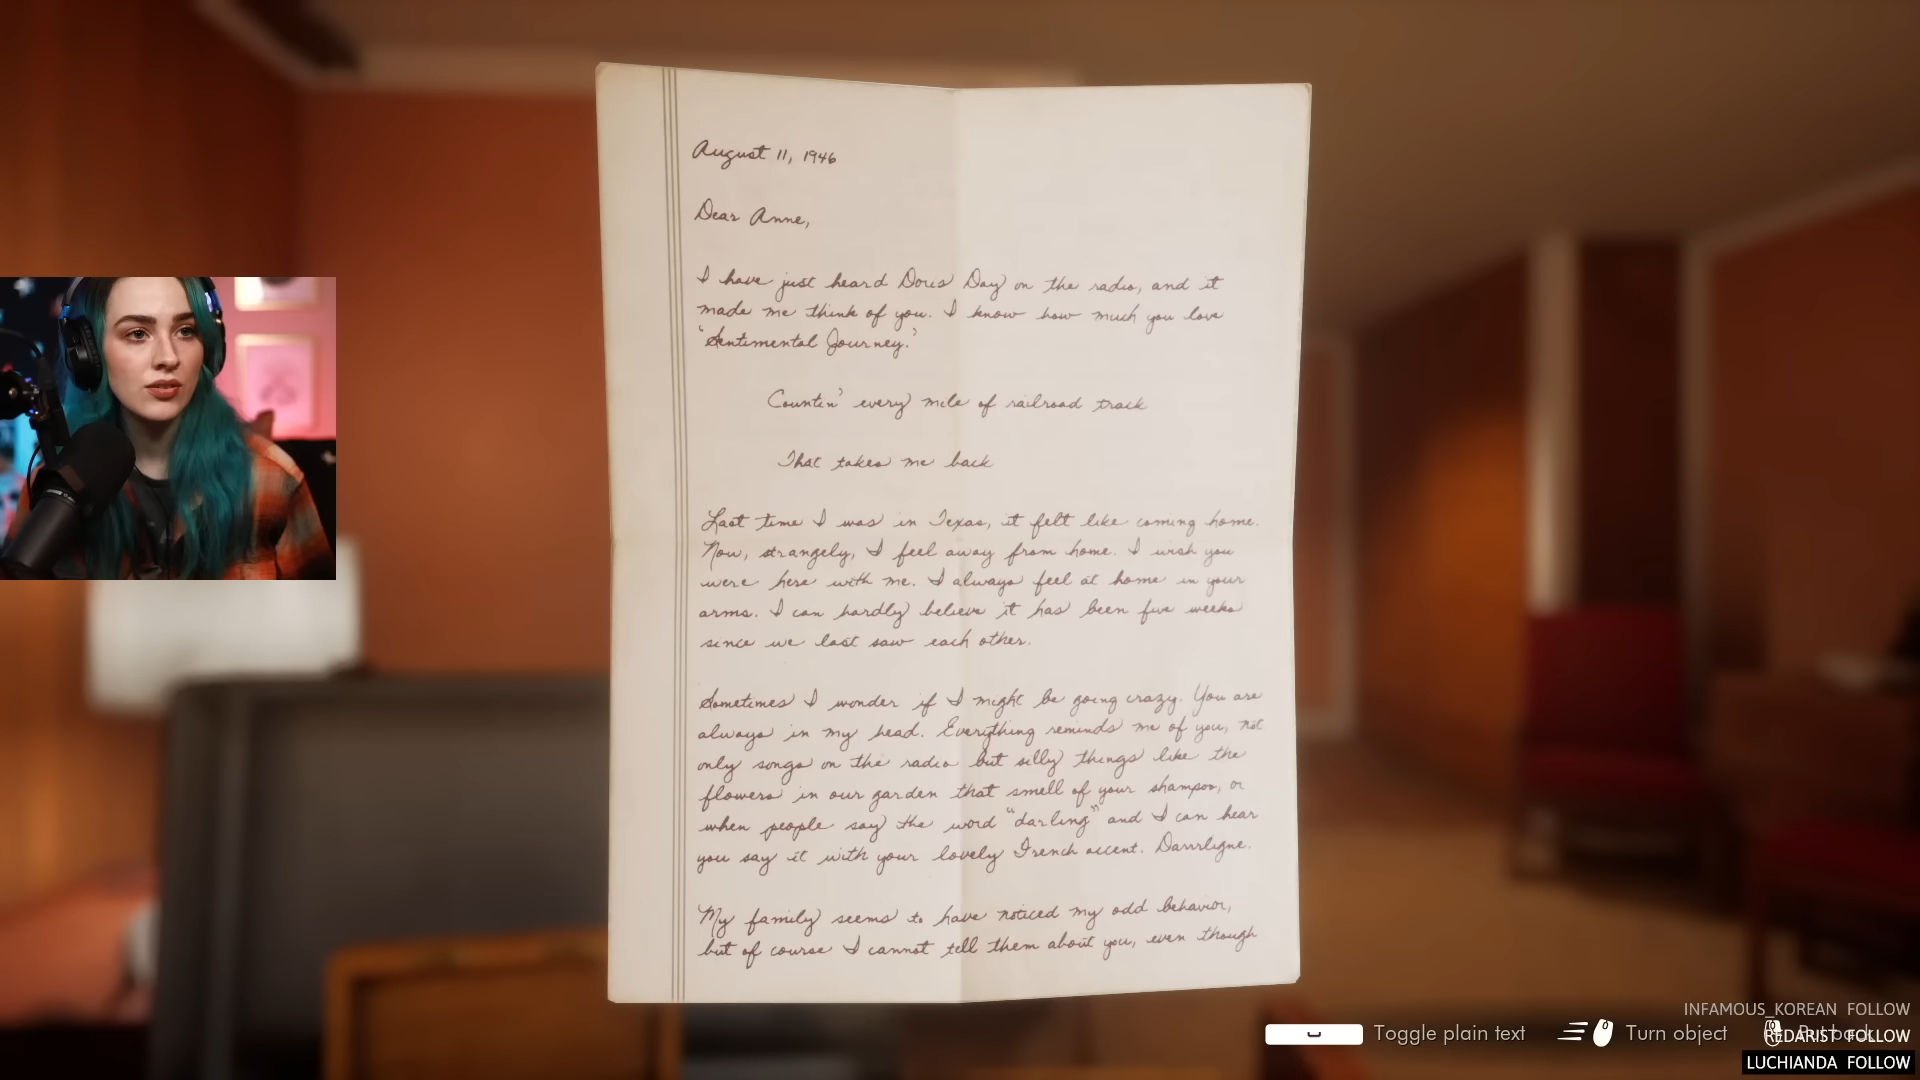 August 11, 1946
Dear Anne,
I have just heard Doris Day on the radio, and it
made me think of you. I know how much you love
'Sentimental Journey.'
Countin' every mile of railroad track
That takes me back
Last time I was in Texas, it felt like coming home.
Now, strangely, I feel away from home. I wish you
were here with me. I always feel at home in your
arms. I can hardly believe it has been five weeks
since we last saw each other.
Sometimes I wonder if I might be going crazy. You are
always in my head. Everything reminds me of you, not
only songs on the radio but silly things like the
flowers in our garden that smell of your shampoo, or
when people say the word "darling" and I can hear
you say it with your lovely French accent. Darrrligne.
My family seems to have noticed my odd behavior,
but of course I cannot tell them about you, even though
INFAMOUS_KOREAN FOLLOW
Toggle plain text
Turn object
REDARIST FOLLOW
LUCHIANDA FOLLOW